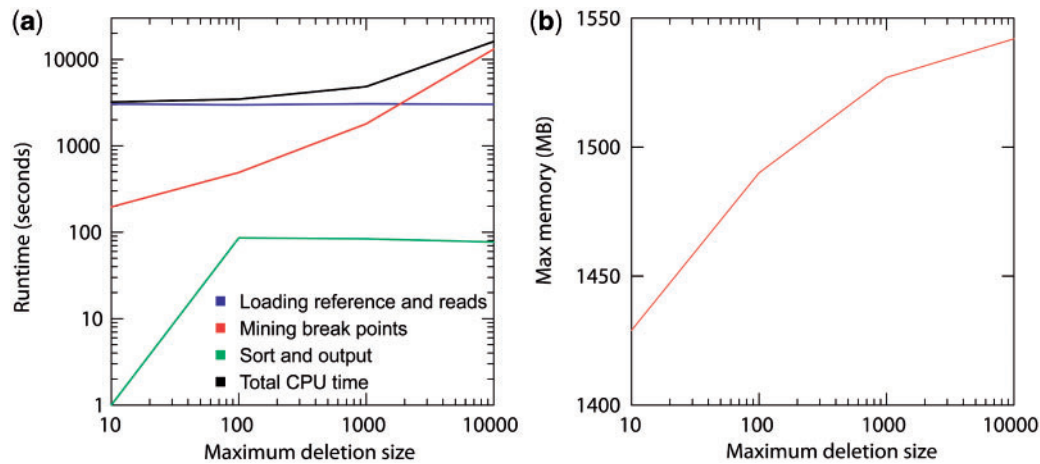 (a)
10000
1000
100
10
1
Runtime (seconds)
Loading reference and reads
Mining break points
Sort and output
Total CPU time
10 100 1000 10000
Maximum deletion size
(b)
1550
1500
1450
1400
Max memory (MB)
10 100 1000 10000
Maximum deletion size